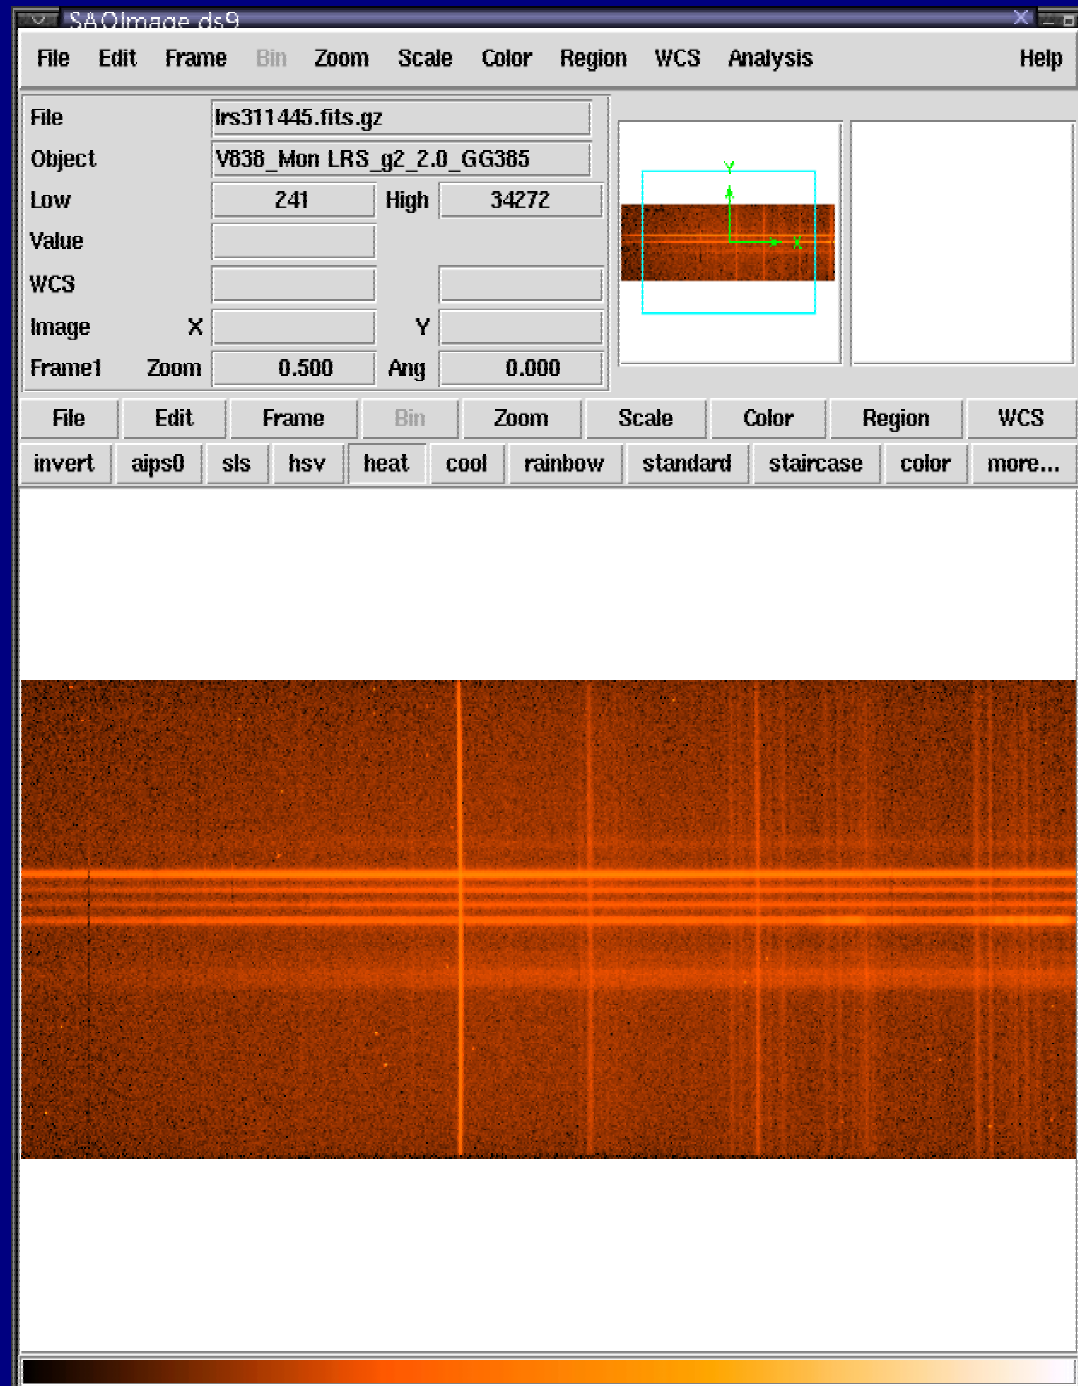 SAOImage ds9
File Edit Frame Bin Zoom Scale Color Region WCS Analysis Help
File lrs311445.fits.gz
Object V838_Mon LRS_g2_2.0_GG385
Low 241 High 34272
Value
WCS
Image X Y
Frame1 Zoom 0.500 Ang 0.000
Y
X
File Edit Frame Bin Zoom Scale Color Region WCS
invert aips0 sls hsv heat cool rainbow standard staircase color more...